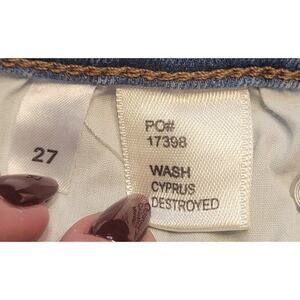 27
PO#
17398
WASH
CYPRUS
DESTROYED